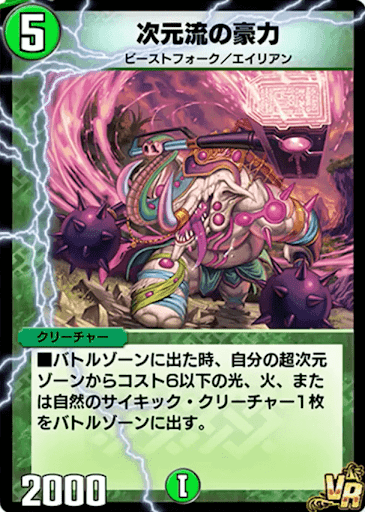 5
次元流の豪力
ビーストフォーク／エイリアン
クリーチャー
■バトルゾーンに出た時、自分の超次元
ゾーンからコスト6以下の光、火、また
は自然のサイキック・クリーチャー1枚
をバトルゾーンに出す。
2000
1
VR